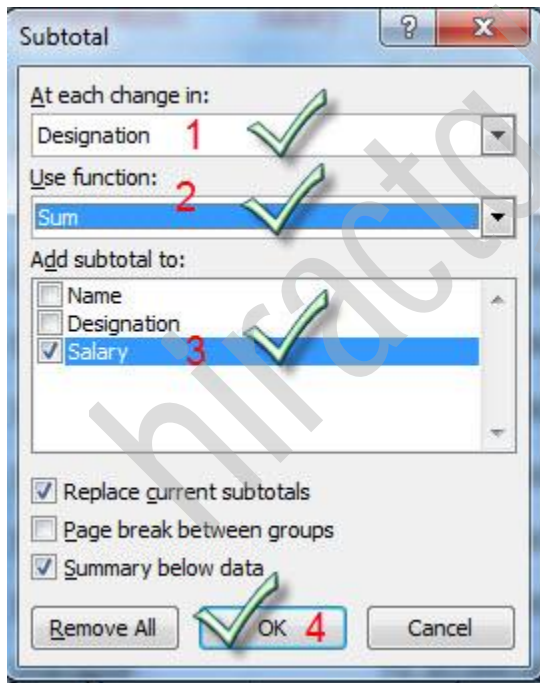 Subtotal
?
At each change in:
Designation 1
Use function:
2
Sum
Add subtotal to:
Name
Designation
Salary 3
Replace current subtotals
Page break between groups
Summary below data
Remove All OK 4 Cancel